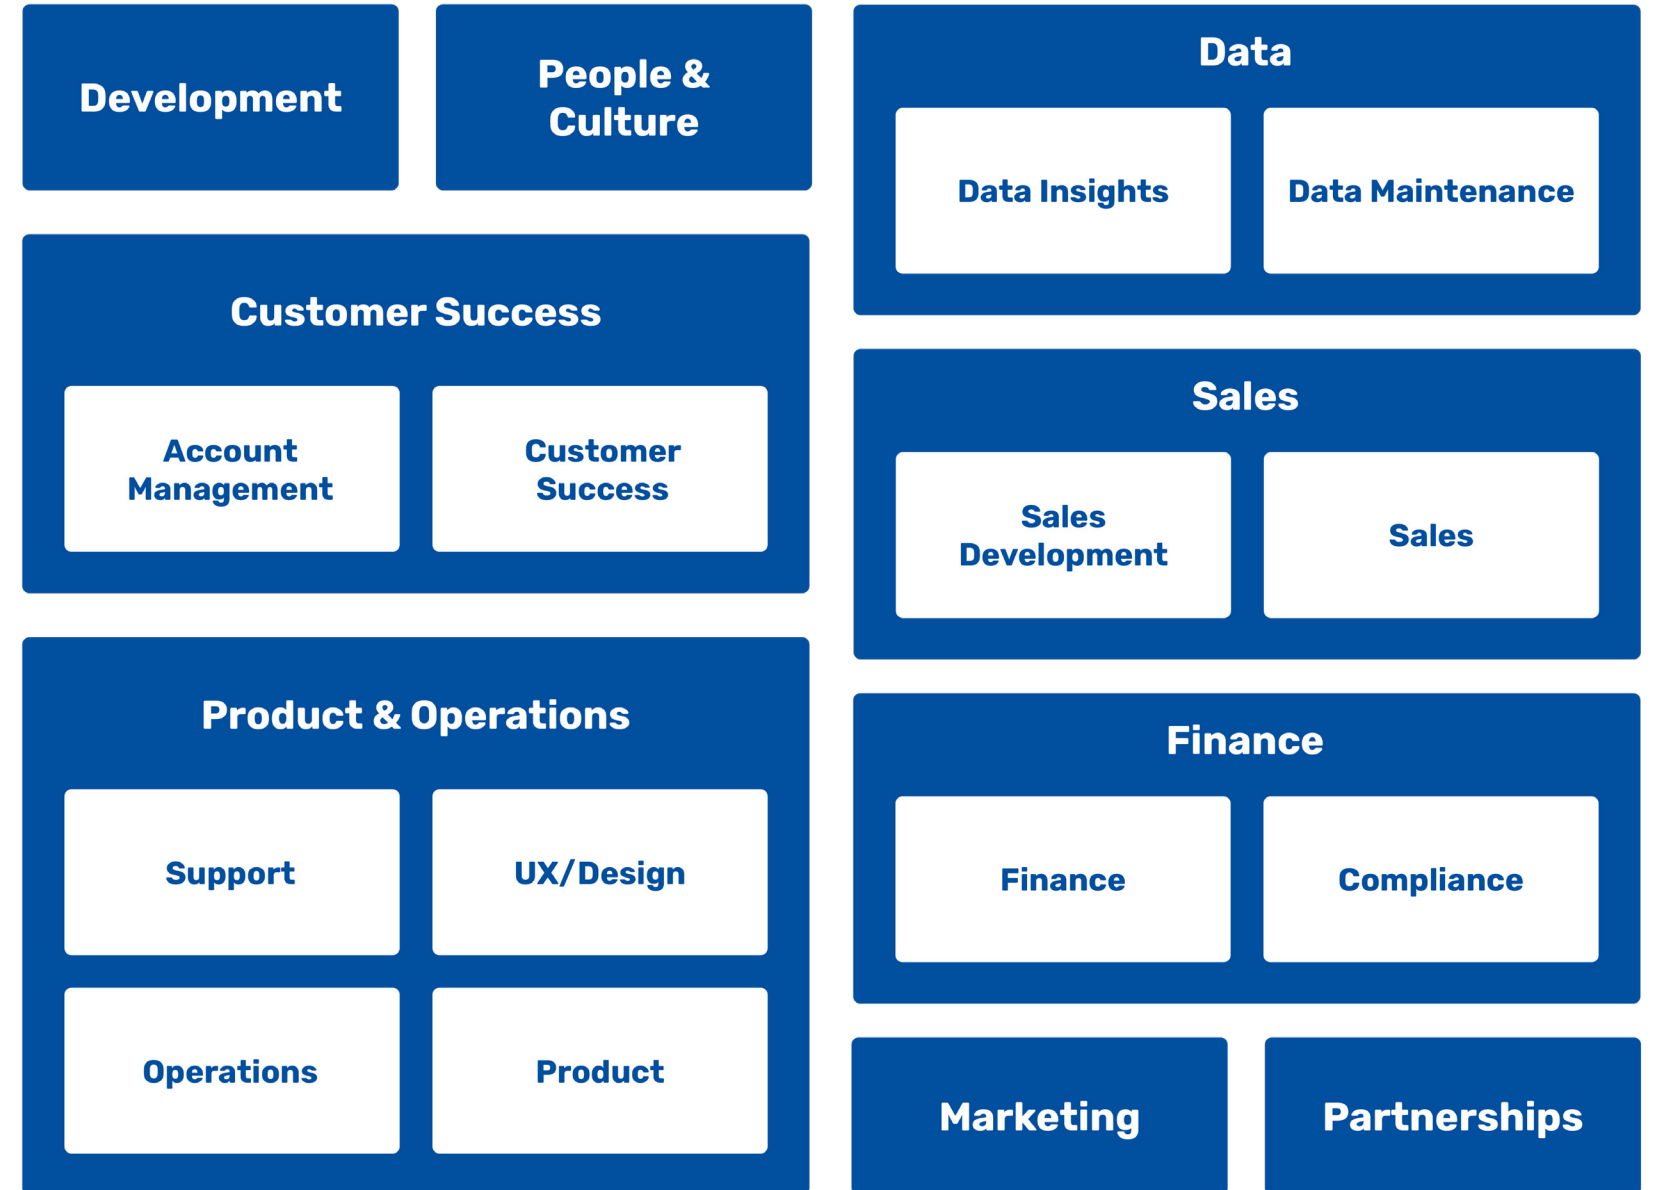 Development
People &
Culture
Customer Success
Account
Management
Customer
Success
Product & Operations
Support
UX/Design
Operations
Product
Data
Data Insights
Data Maintenance
Sales
Sales
Development
Sales
Finance
Finance
Compliance
Marketing
Partnerships